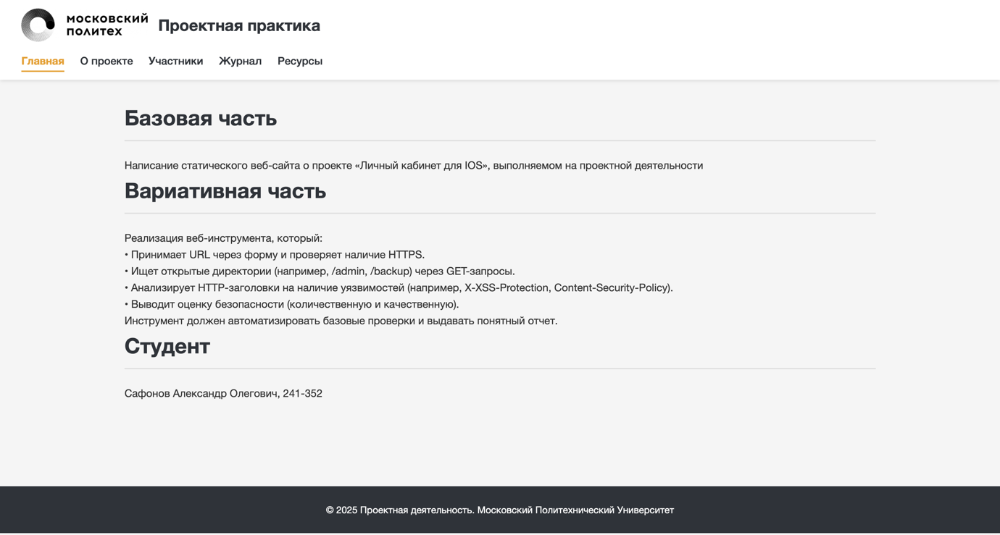 московский
политех
Проектная практика
Главная О проекте Участники Журнал Ресурсы
Базовая часть
Написание статического веб-сайта о проекте «Личный кабинет для IOS», выполняемом на проектной деятельности
Вариативная часть
Реализация веб-инструмента, который:
• Принимает URL через форму и проверяет наличие HTTPS.
• Ищет открытые директории (например, /admin, /backup) через GET-запросы.
• Анализирует HTTP-заголовки на наличие уязвимостей (например, X-XSS-Protection, Content-Security-Policy).
• Выводит оценку безопасности (количественную и качественную).
Инструмент должен автоматизировать базовые проверки и выдавать понятный отчет.
Студент
Сафонов Александр Олегович, 241-352
© 2025 Проектная деятельность. Московский Политехнический Университет